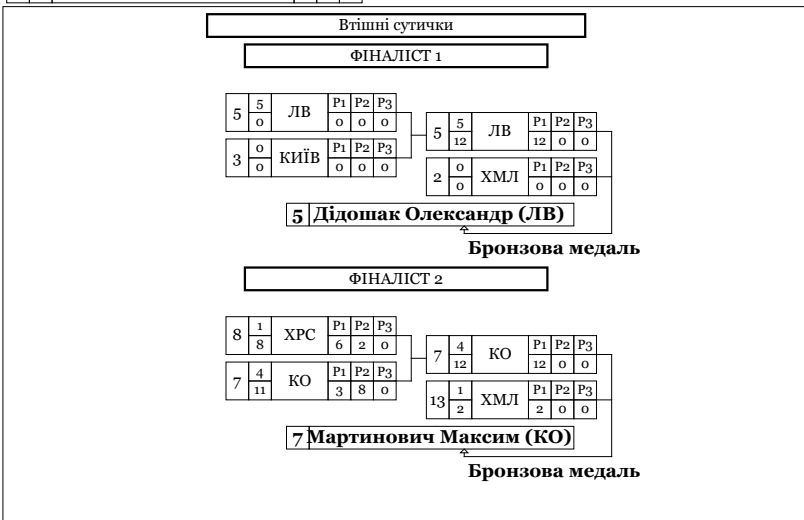 Втішні сутички
ФІНАЛІСТ 1
5 5 0 ЛВ Р1 Р2 Р3 0 0 0
3 0 0 КИЇВ Р1 Р2 Р3 0 0 0
5 5 12 ЛВ Р1 Р2 Р3 12 0 0
2 0 0 ХМЛ Р1 Р2 Р3 0 0 0
5 Дідошак Олександр (ЛВ)
Бронзова медаль
ФІНАЛІСТ 2
8 1 8 ХРС Р1 Р2 Р3 6 2 0
7 4 11 КО Р1 Р2 Р3 3 8 0
7 4 12 КО Р1 Р2 Р3 12 0 0
13 1 2 ХМЛ Р1 Р2 Р3 2 0 0
7 Мартинович Максим (КО)
Бронзова медаль